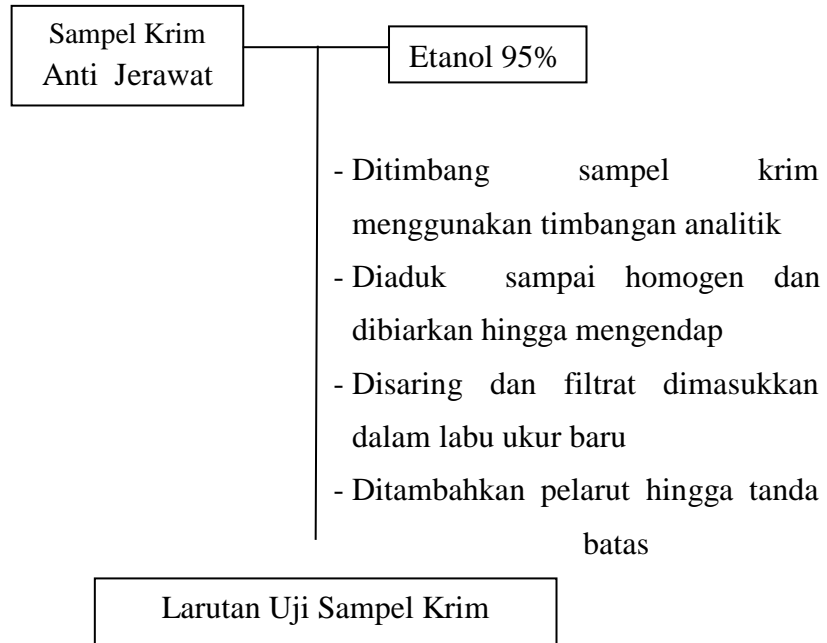 Sampel Krim
Anti Jerawat
Etanol 95%
- Ditimbang sampel krim
menggunakan timbangan analitik
- Diaduk sampai homogen dan
dibiarkan hingga mengendap
- Disaring dan filtrat dimasukkan
dalam labu ukur baru
- Ditambahkan pelarut hingga tanda
batas
Larutan Uji Sampel Krim